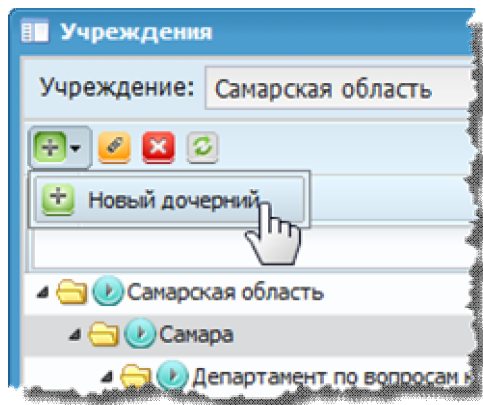 Учреждения
Учреждение: Самарская область
Новый дочерний
Самарская область
Самара
Департамент по вопросам